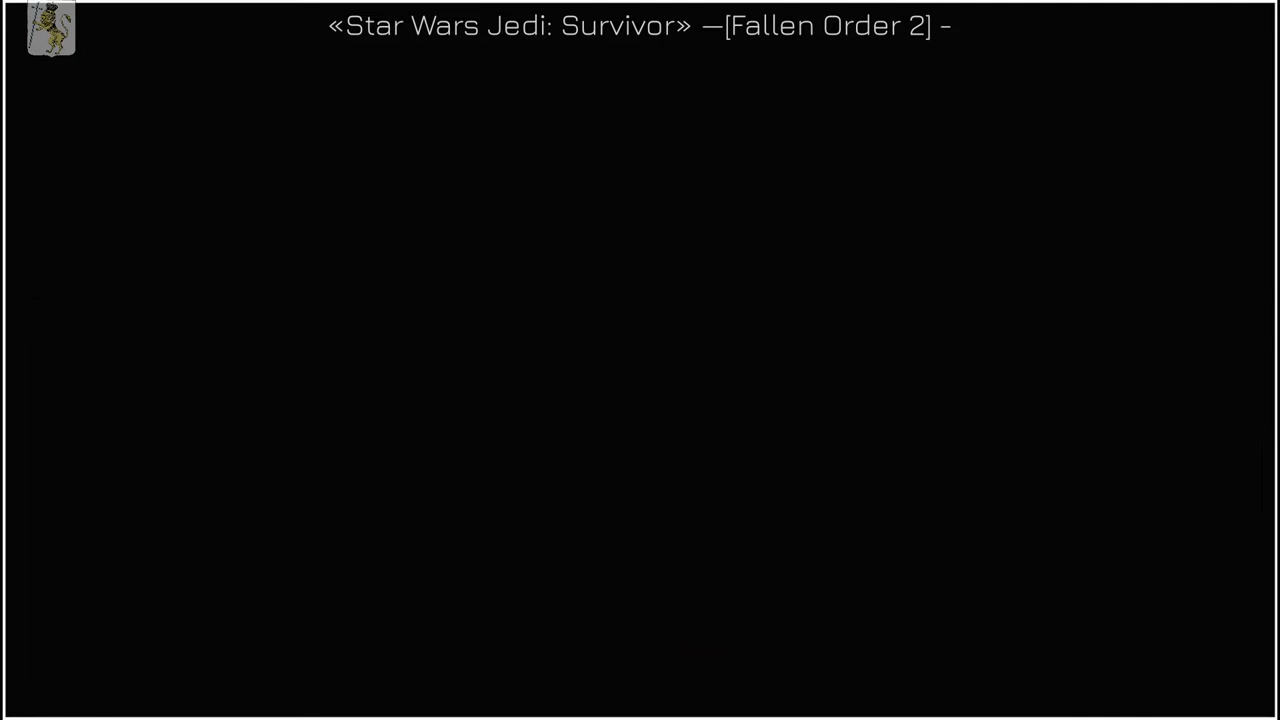 «Star Wars Jedi: Survivor» —[Fallen Order 2] -